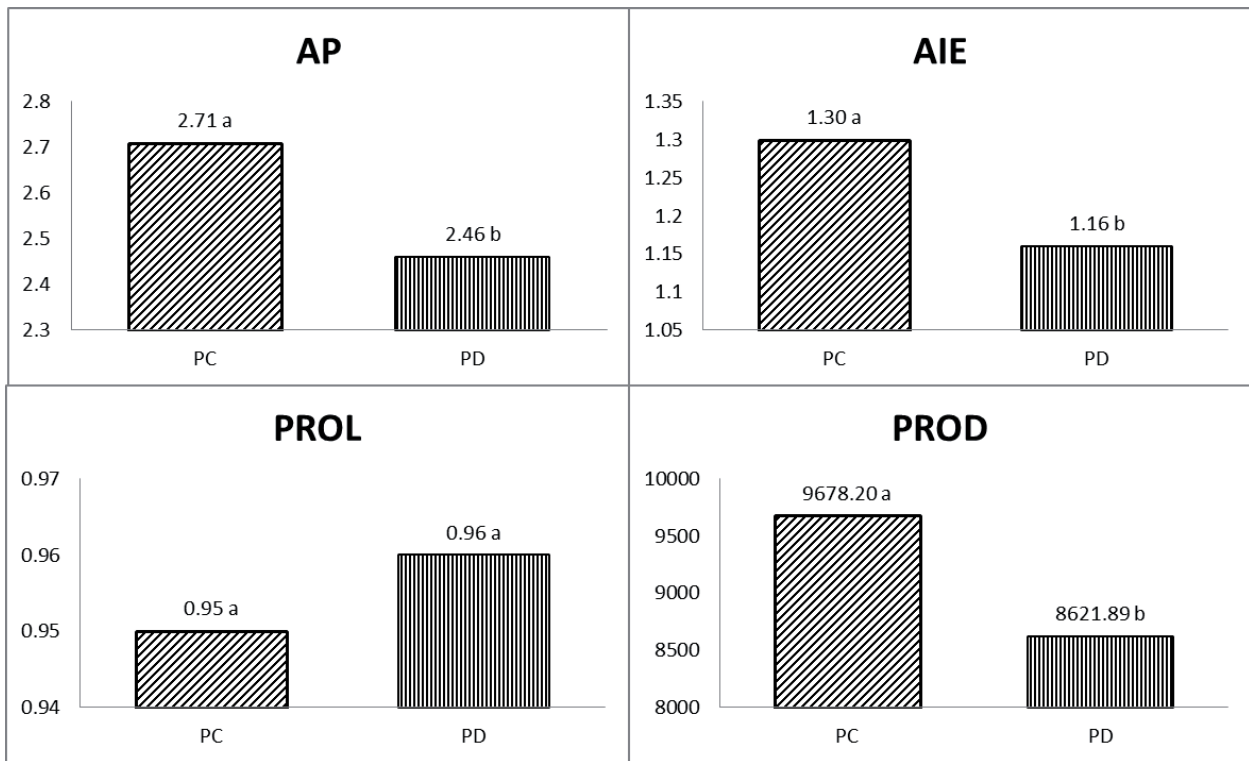 AP
2.8
2.7
2.6
2.5
2.4
2.3
2.71 a
2.46 b
PC
PD
AIE
1.35
1.3
1.25
1.2
1.15
1.1
1.05
1.30 a
1.16 b
PC
PD
PROL
0.97
0.96
0.95
0.94
0.95 a
0.96 a
PC
PD
PROD
10000
9500
9000
8500
8000
9678.20 a
8621.89 b
PC
PD